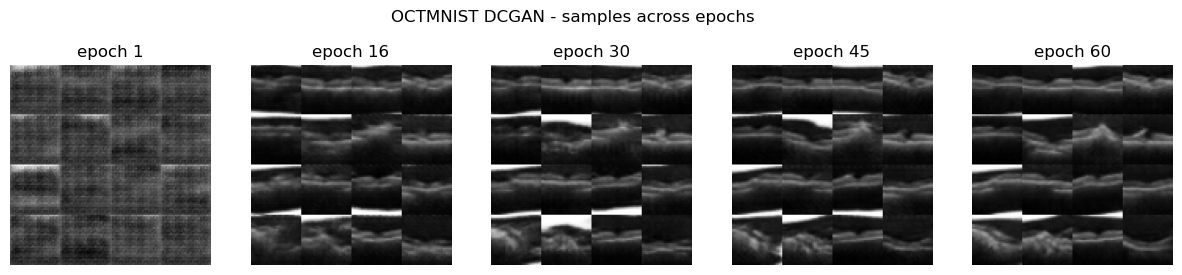 OCTMNIST DCGAN - samples across epochs
epoch 1
epoch 16
epoch 30
epoch 45
epoch 60